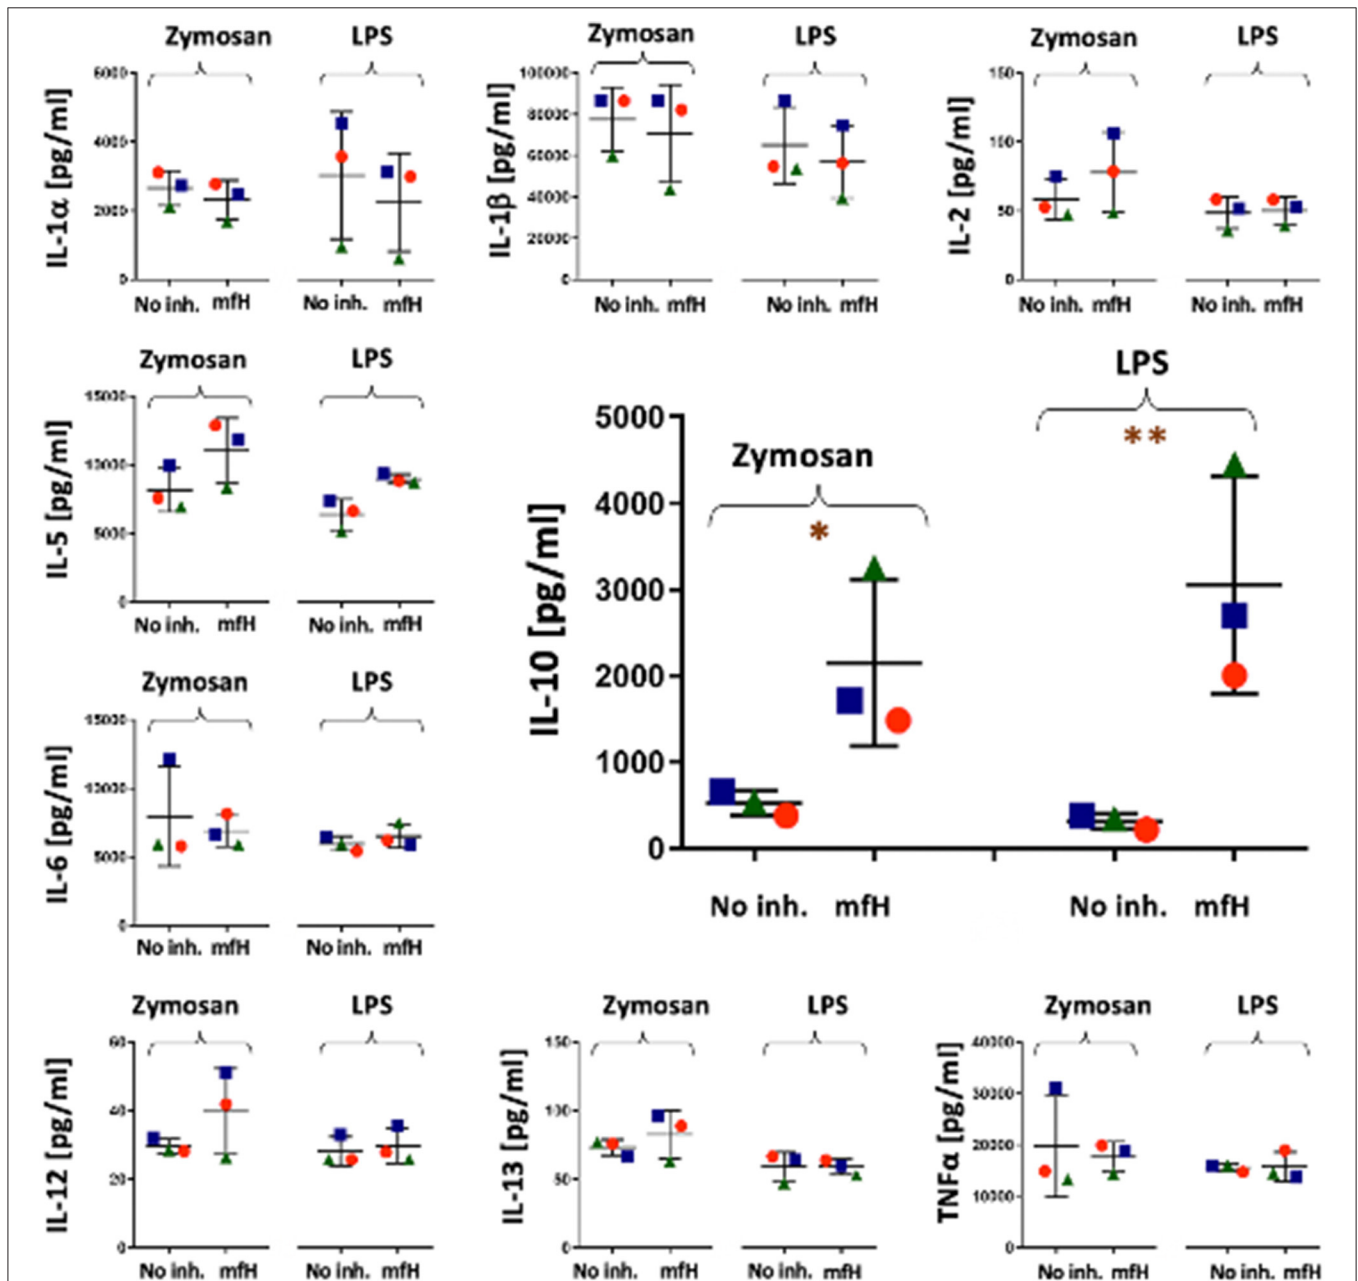 Zymosan LPS
IL-1α [pg/ml]
6000
4000
2000
0
No inh. mfH No inh. mfH
Zymosan LPS
IL-1β [pg/ml]
100000
80000
60000
40000
20000
0
No inh. mfH No inh. mfH
Zymosan LPS
IL-2 [pg/ml]
150
100
50
0
No inh. mfH No inh. mfH
Zymosan LPS
IL-5 [pg/ml]
15000
10000
5000
0
No inh. mfH No inh. mfH
LPS
**
Zymosan
*
IL-10 [pg/ml]
5000
4000
3000
2000
1000
0
No inh. mfH No inh. mfH
Zymosan LPS
IL-6 [pg/ml]
15000
10000
5000
0
No inh. mfH No inh. mfH
Zymosan LPS
IL-12 [pg/ml]
60
40
20
0
No inh. mfH No inh. mfH
Zymosan LPS
IL-13 [pg/ml]
150
100
50
0
No inh. mfH No inh. mfH
Zymosan LPS
TNFα [pg/ml]
40000
30000
20000
10000
0
No inh. mfH No inh. mfH